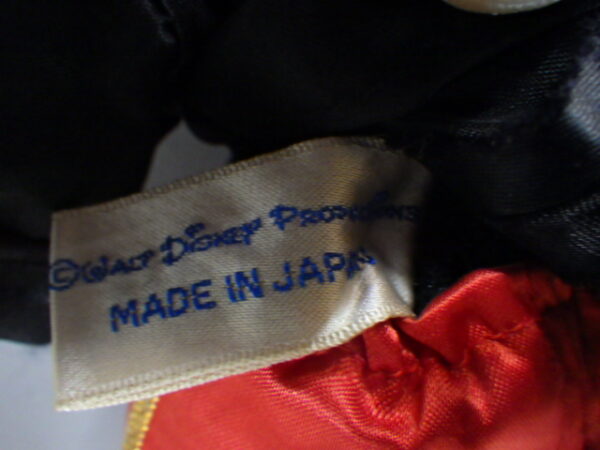 ©WALT DISNEY PRODUCTIONS
MADE IN JAPAN